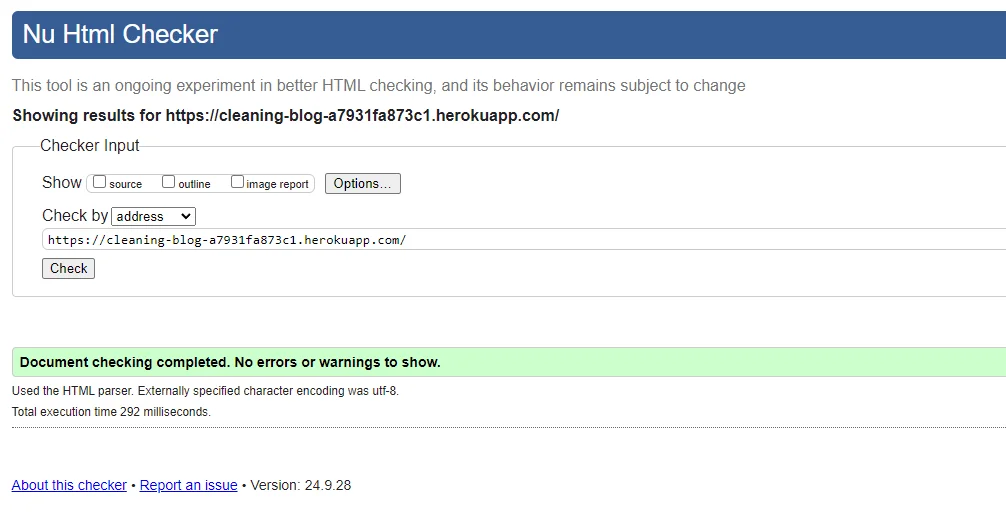 Nu Html Checker
This tool is an ongoing experiment in better HTML checking, and its behavior remains subject to change
Showing results for https://cleaning-blog-a7931fa873c1.herokuapp.com/
Checker Input
Show source outline image report Options...
Check by address
https://cleaning-blog-a7931fa873c1.herokuapp.com/
Check
Document checking completed. No errors or warnings to show.
Used the HTML parser. Externally specified character encoding was utf-8.
Total execution time 292 milliseconds.
About this checker • Report an issue • Version: 24.9.28